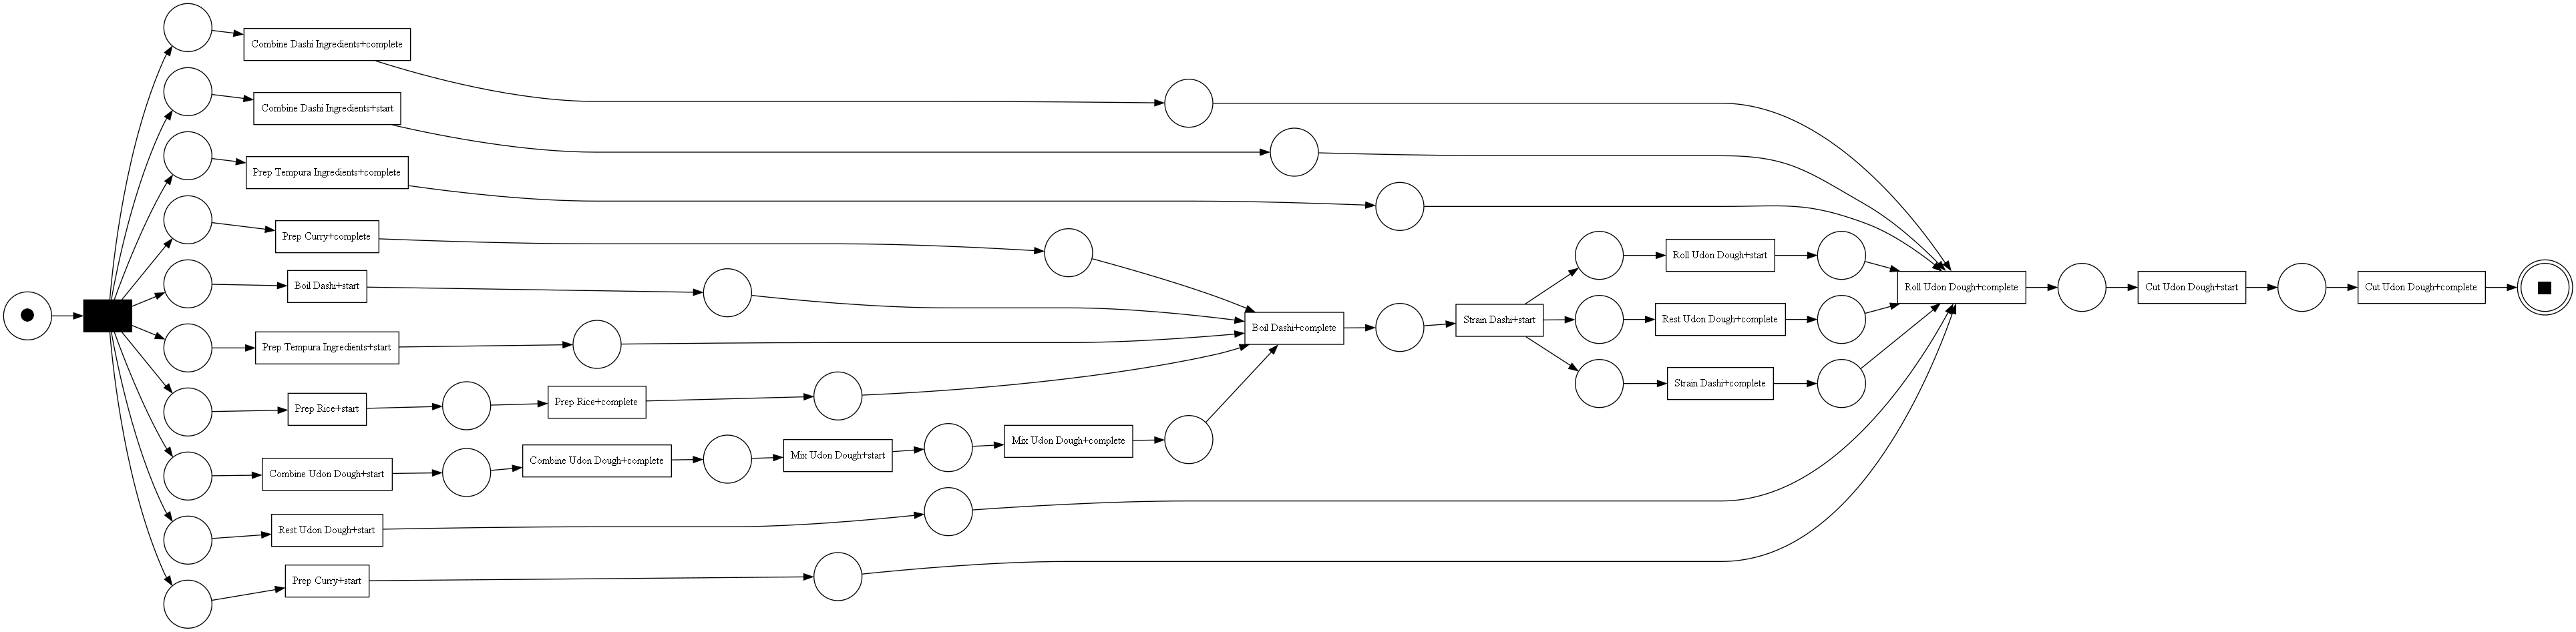 Combine Dashi Ingredients+complete
Combine Dashi Ingredients+start
Prep Tempura Ingredients+complete
Prep Curry+complete
Boil Dashi+start
Prep Tempura Ingredients+start
Prep Rice+start
Prep Rice+complete
Combine Udon Dough+start
Combine Udon Dough+complete
Mix Udon Dough+start
Mix Udon Dough+complete
Rest Udon Dough+start
Prep Curry+start
Boil Dashi+complete
Strain Dashi+start
Roll Udon Dough+start
Rest Udon Dough+complete
Strain Dashi+complete
Roll Udon Dough+complete
Cut Udon Dough+start
Cut Udon Dough+complete